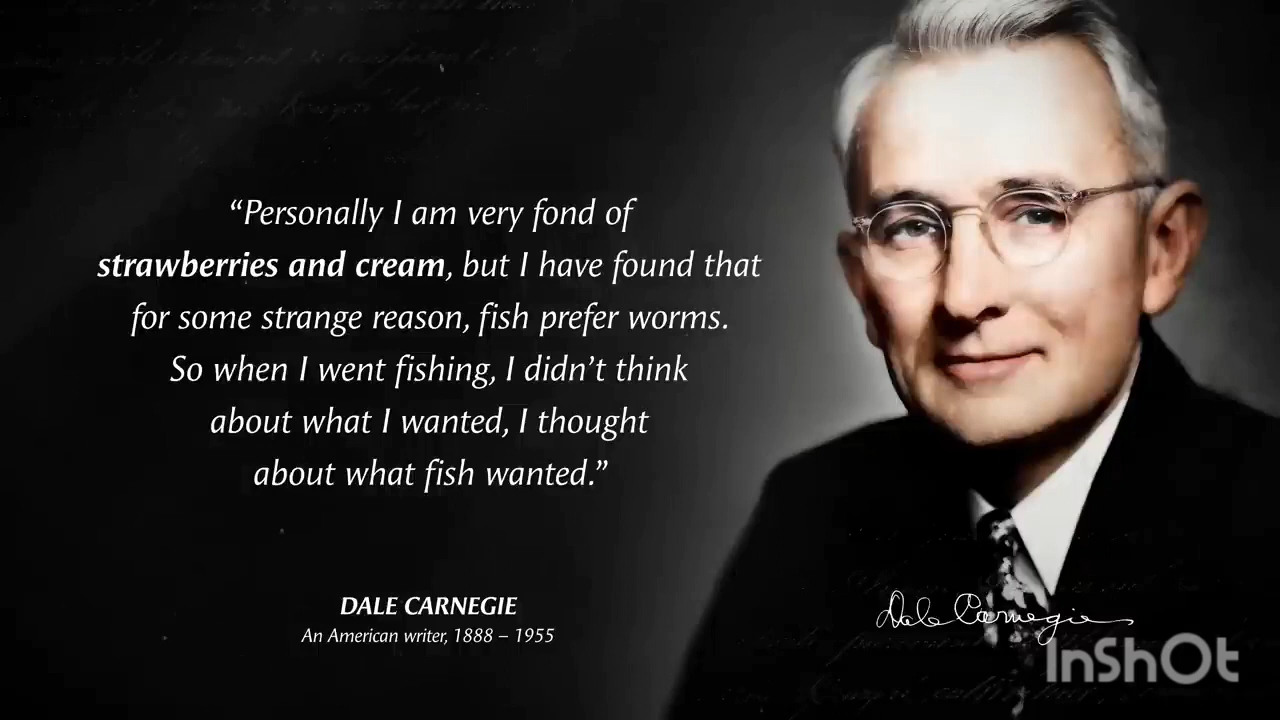 “Personally I am very fond of
strawberries and cream, but I have found that
for some strange reason, fish prefer worms.
So when I went fishing, I didn’t think
about what I wanted, I thought
about what fish wanted.”
DALE CARNEGIE
An American writer, 1888 – 1955
Dale Carnegie
InShOt